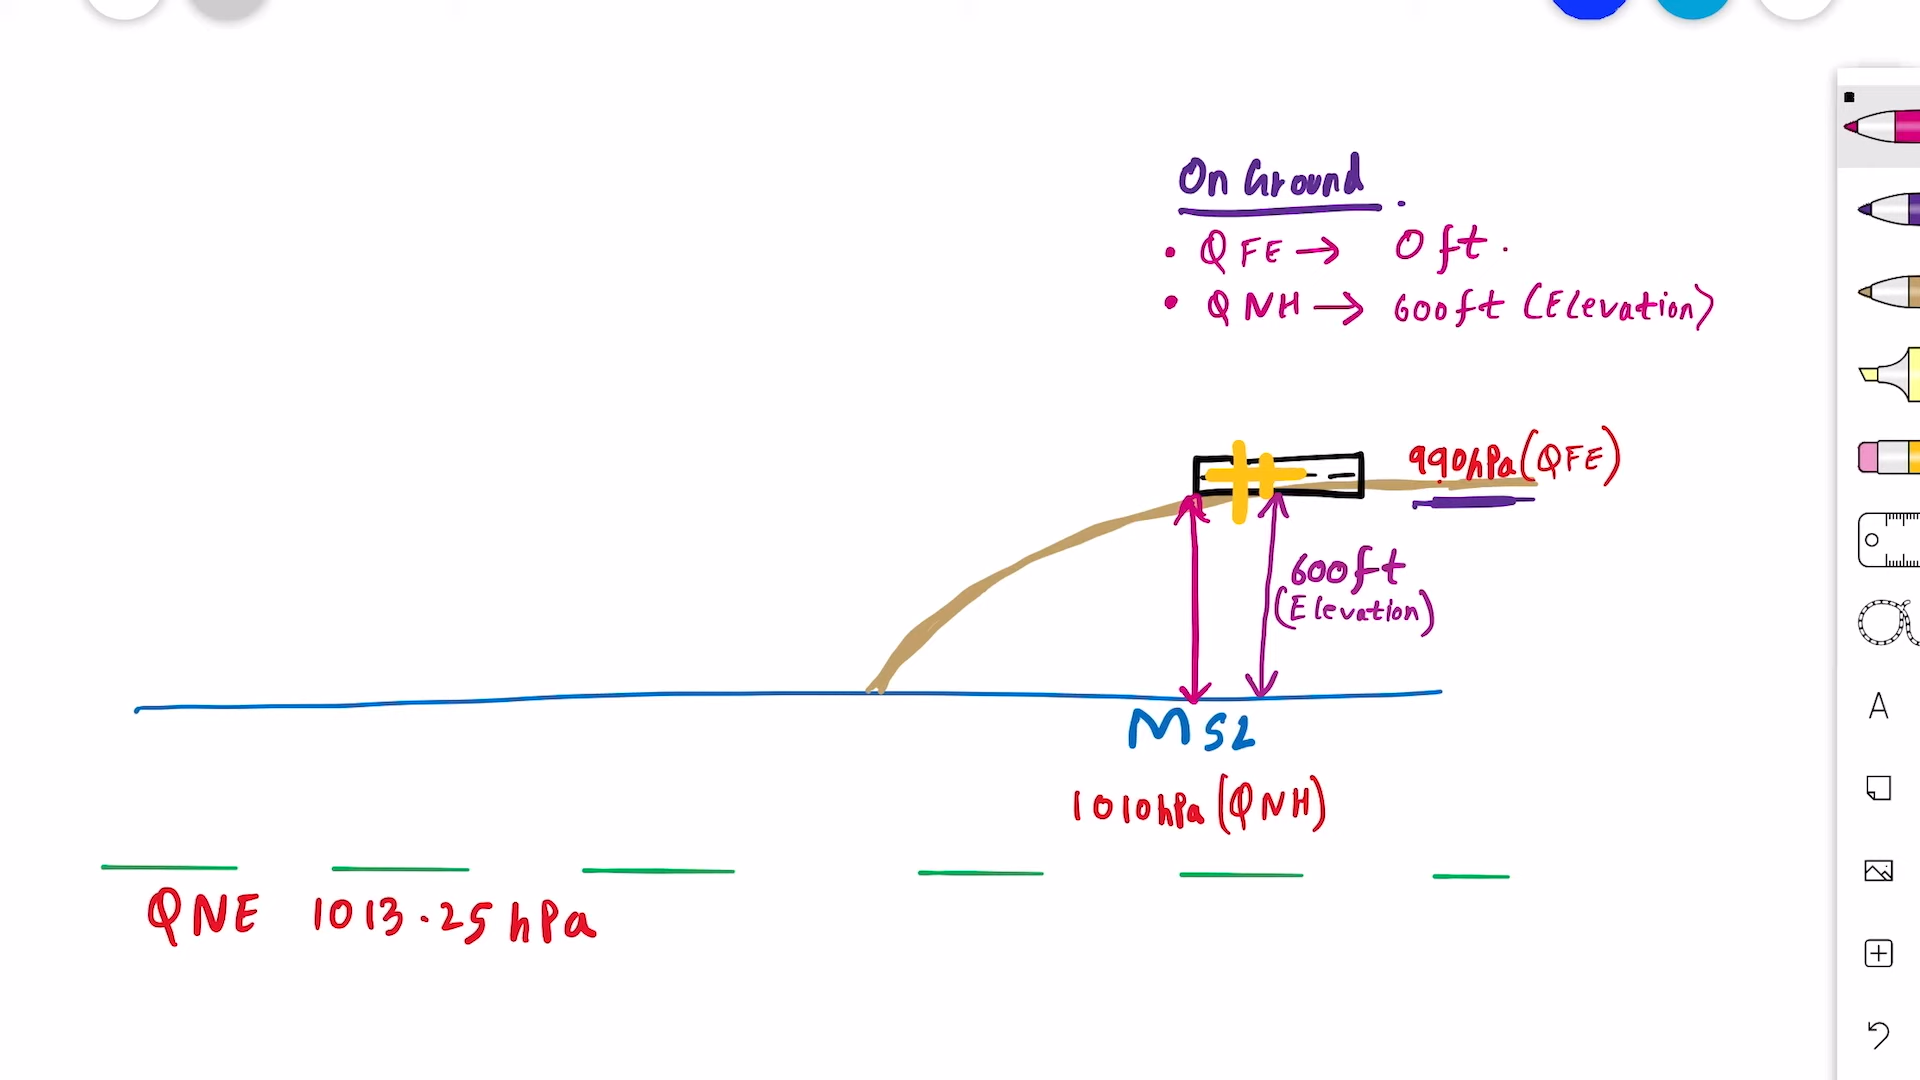 On Ground
• QFE → 0 ft.
• QNH → 600ft (Elevation)
990hPa (QFE)
600ft
(Elevation)
MSL
1010hPa (QNH)
QNE 1013.25 hPa
A